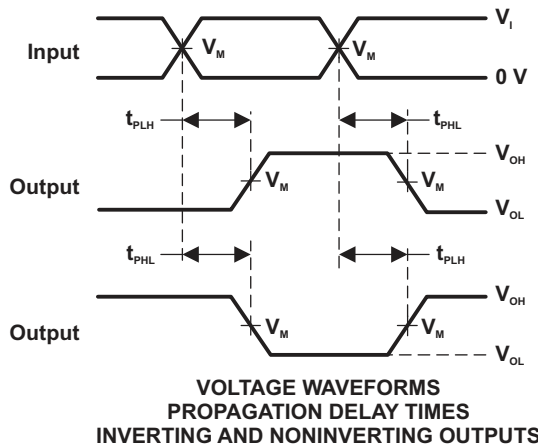 V_I
Input
V_M
V_M
0 V
t_PLH
t_PHL
V_OH
Output
V_M
V_M
V_OL
t_PHL
t_PLH
V_OH
Output
V_M
V_M
V_OL
VOLTAGE WAVEFORMS
PROPAGATION DELAY TIMES
INVERTING AND NONINVERTING OUTPUTS